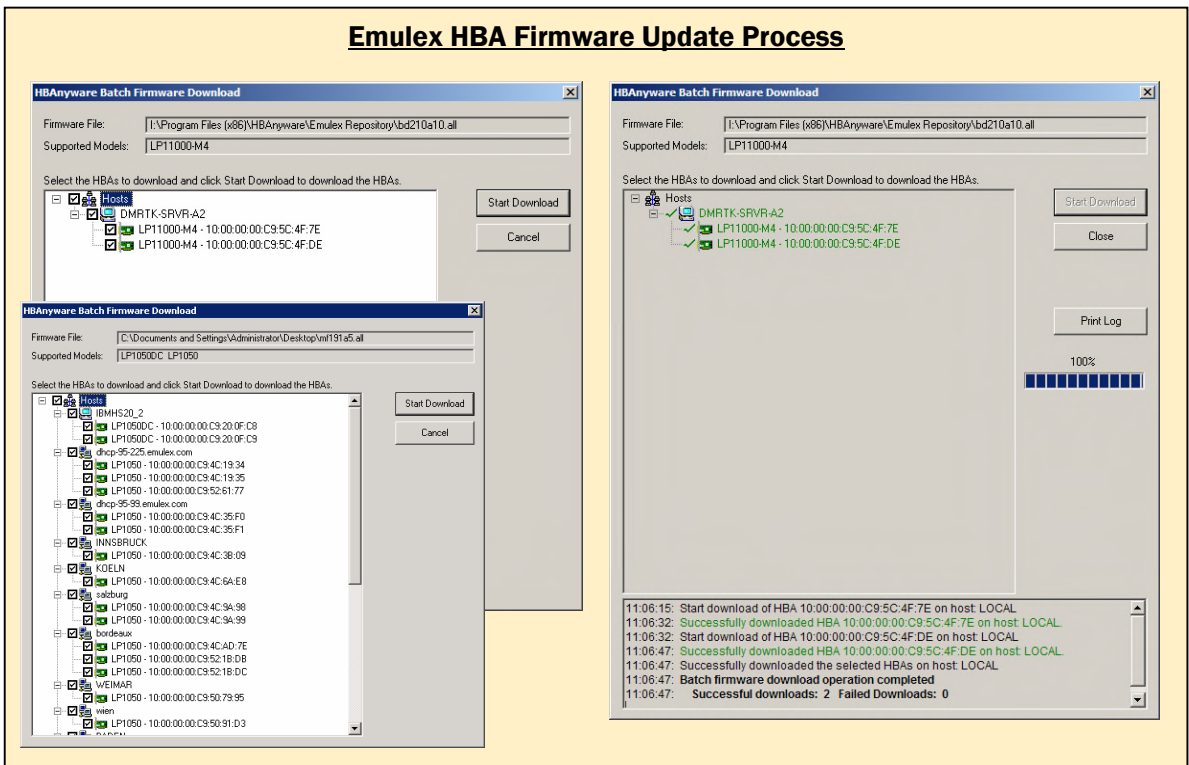 Emulex HBA Firmware Update Process
HBAnyware Batch Firmware Download
Firmware File: I:\Program Files (x86)\HBAnyware\Emulex Repository\bd210a10.all
Supported Models: LP11000-M4
Select the HBAs to download and click Start Download to download the HBAs.
Hosts
DMRTK-SRVR-A2
LP11000-M4 - 10:00:00:00:C9:5C:4F:7E
LP11000-M4 - 10:00:00:00:C9:5C:4F:DE
Start Download
Cancel
HBAnyware Batch Firmware Download
Firmware File: C:\Documents and Settings\Administrator\Desktop\mf191a5.all
Supported Models: LP1050DC LP1050
Select the HBAs to download and click Start Download to download the HBAs.
Hosts
IBMHS20_2
LP1050DC - 10:00:00:00:C9:20:0F:C8
LP1050DC - 10:00:00:00:C9:20:0F:C9
dhcp-95-225.emulex.com
LP1050 - 10:00:00:00:C9:4C:19:34
LP1050 - 10:00:00:00:C9:4C:19:35
LP1050 - 10:00:00:00:C9:52:61:77
dhcp-95-99.emulex.com
LP1050 - 10:00:00:00:C9:4C:35:F0
LP1050 - 10:00:00:00:C9:4C:35:F1
INNSBRUCK
LP1050 - 10:00:00:00:C9:4C:3B:09
KOELN
LP1050 - 10:00:00:00:C9:4C:6A:E8
salzburg
LP1050 - 10:00:00:00:C9:4C:9A:98
LP1050 - 10:00:00:00:C9:4C:9A:99
bordeaux
LP1050 - 10:00:00:00:C9:4C:AD:7E
LP1050 - 10:00:00:00:C9:52:1B:DB
LP1050 - 10:00:00:00:C9:52:1B:DC
WEIMAR
LP1050 - 10:00:00:00:C9:50:79:95
wien
LP1050 - 10:00:00:00:C9:50:91:D3
Start Download
Cancel
HBAnyware Batch Firmware Download
Firmware File: I:\Program Files (x86)\HBAnyware\Emulex Repository\bd210a10.all
Supported Models: LP11000-M4
Select the HBAs to download and click Start Download to download the HBAs.
Hosts
DMRTK-SRVR-A2
LP11000-M4 - 10:00:00:00:C9:5C:4F:7E
LP11000-M4 - 10:00:00:00:C9:5C:4F:DE
Start Download
Close
Print Log
100%
11:06:15: Start download of HBA 10:00:00:00:C9:5C:4F:7E on host LOCAL
11:06:32: Successfully downloaded HBA 10:00:00:00:C9:5C:4F:7E on host LOCAL.
11:06:32: Start download of HBA 10:00:00:00:C9:5C:4F:DE on host LOCAL
11:06:47: Successfully downloaded HBA 10:00:00:00:C9:5C:4F:DE on host LOCAL.
11:06:47: Successfully downloaded the selected HBAs on host LOCAL
11:06:47: Batch firmware download operation completed
11:06:47: Successful downloads: 2 Failed Downloads: 0